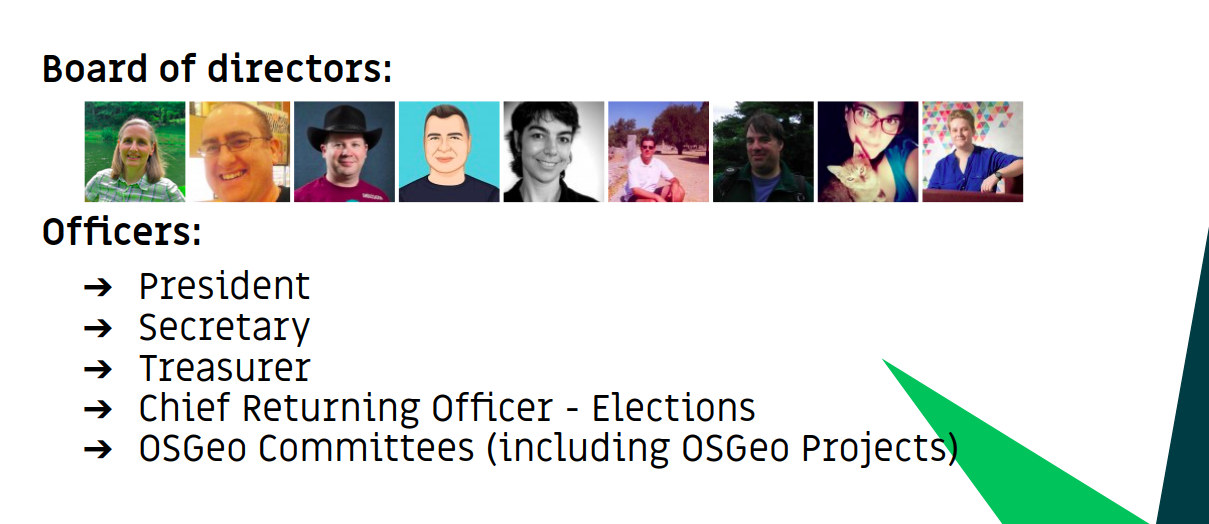 Board of directors:
Officers:
➔ President
➔ Secretary
➔ Treasurer
➔ Chief Returning Officer - Elections
➔ OSGeo Committees (including OSGeo Projects)